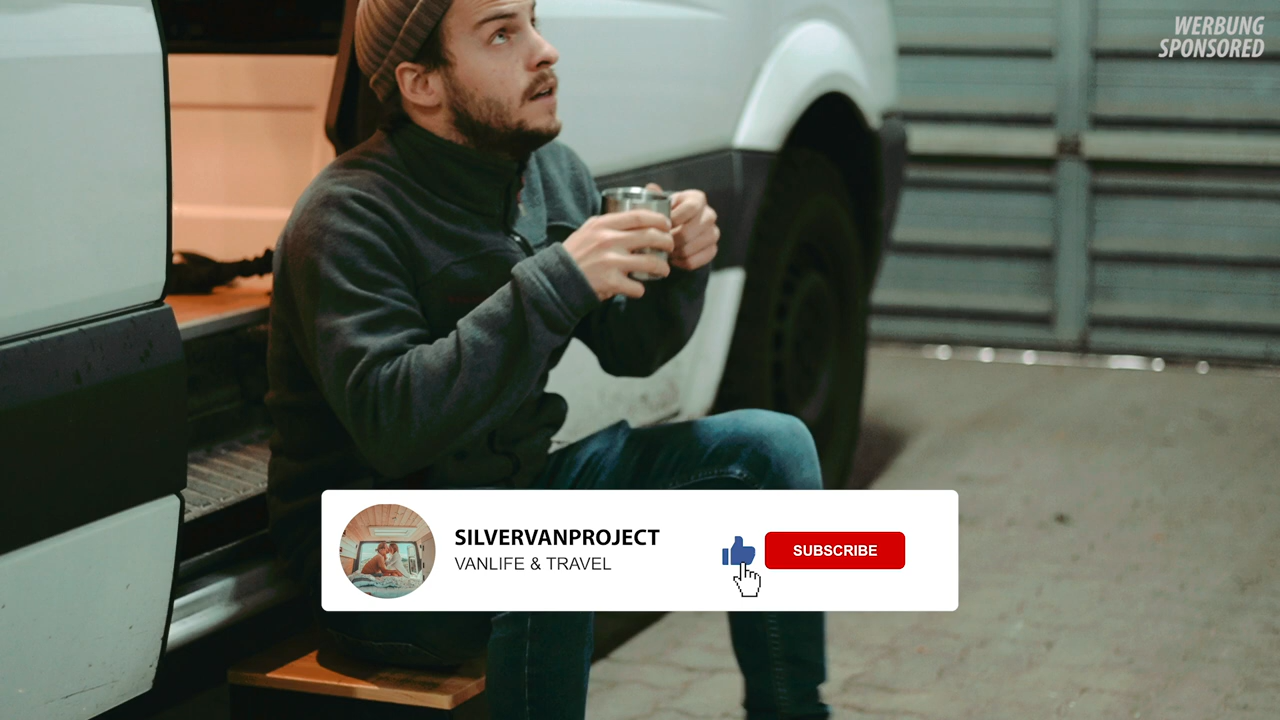 WERBUNG
SPONSORED
SILVERVANPROJECT
VANLIFE & TRAVEL
SUBSCRIBE